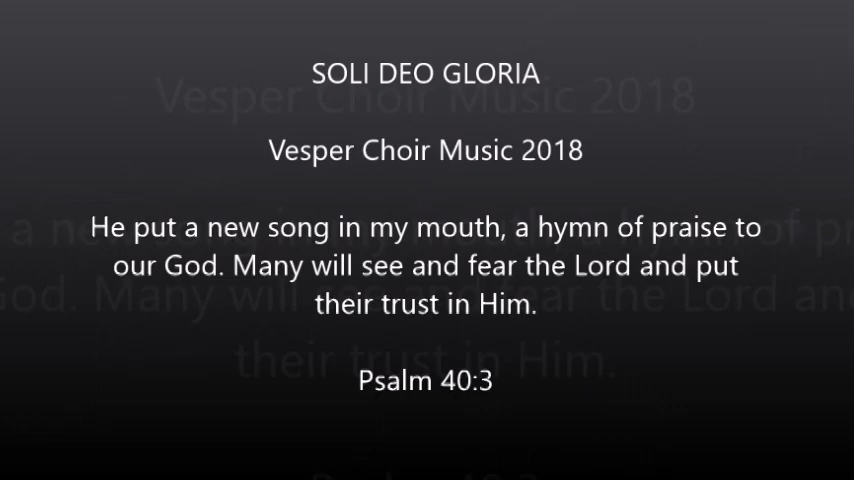 SOLI DEO GLORIA
Vesper Choir Music 2018
He put a new song in my mouth, a hymn of praise to
our God. Many will see and fear the Lord and put
their trust in Him.
Psalm 40:3